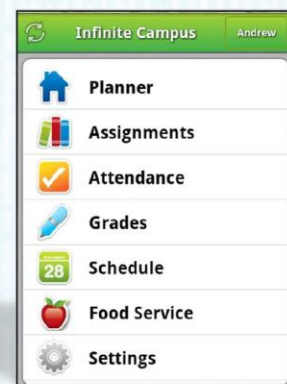 Infinite Campus
Andrew
Planner
Assignments
Attendance
Grades
28
Schedule
Food Service
Settings